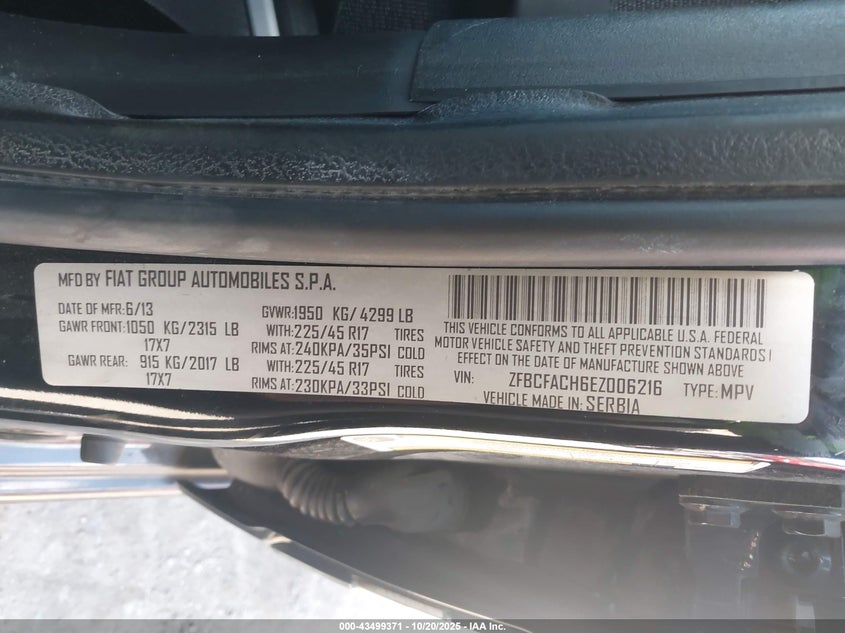 MFD BY FIAT GROUP AUTOMOBILES S.P.A.
DATE OF MFR: 6/13 GVWR: 1950 KG/ 4299 LB
GAWR FRONT: 1050 KG/ 2315 LB WITH: 225/45 R17 TIRES
17X7 RIMS AT: 240KPA/35PSI COLD
GAWR REAR: 915 KG/ 2017 LB WITH: 225/45 R17 TIRES
17X7 RIMS AT: 230KPA/33PSI COLD
THIS VEHICLE CONFORMS TO ALL APPLICABLE U.S.A. FEDERAL
MOTOR VEHICLE SAFETY AND THEFT PREVENTION STANDARDS I
EFFECT ON THE DATE OF MANUFACTURE SHOWN ABOVE.
VIN: ZFBCFACH6EZ006216 TYPE: MPV
VEHICLE MADE IN: SERBIA
000-43499371 - 10/20/2025 - IAA Inc.